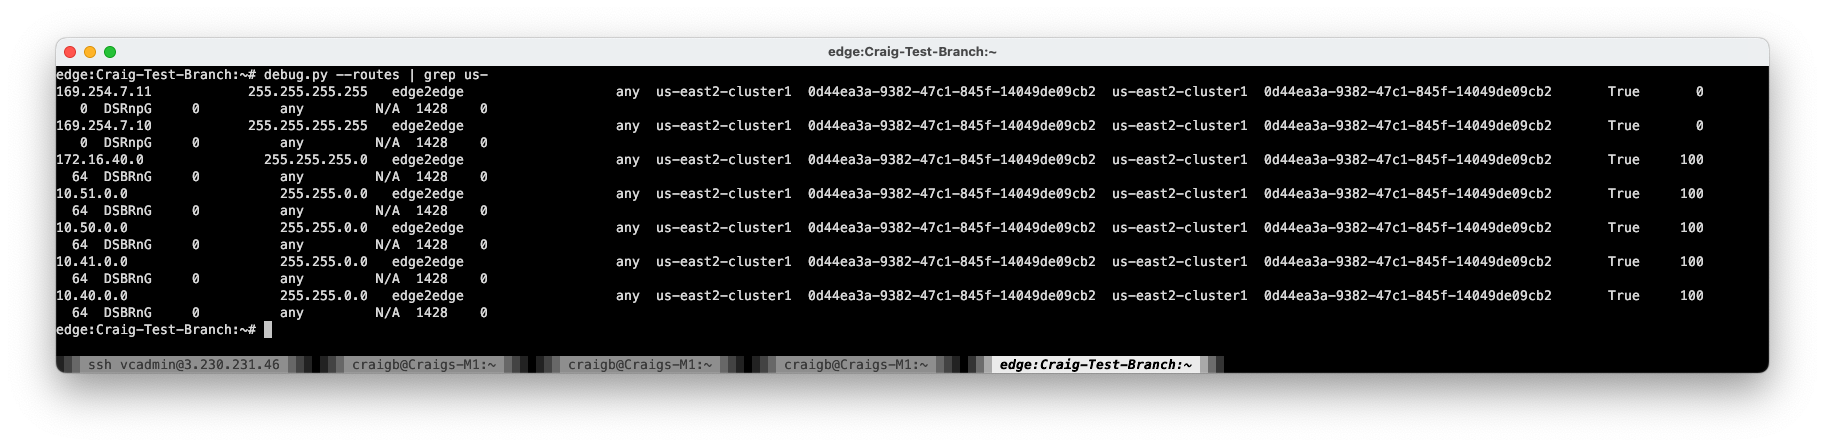 edge:Craig-Test-Branch:~
edge:Craig-Test-Branch:~# debug.py --routes | grep us-
169.254.7.11 255.255.255.255 edge2edge any us-east2-cluster1 0d44ea3a-9382-47c1-845f-14049de09cb2 us-east2-cluster1 0d44ea3a-9382-47c1-845f-14049de09cb2 True 0
0 DSRnpG 0 any N/A 1428 0
169.254.7.10 255.255.255.255 edge2edge any us-east2-cluster1 0d44ea3a-9382-47c1-845f-14049de09cb2 us-east2-cluster1 0d44ea3a-9382-47c1-845f-14049de09cb2 True 0
0 DSRnpG 0 any N/A 1428 0
172.16.40.0 255.255.255.0 edge2edge any us-east2-cluster1 0d44ea3a-9382-47c1-845f-14049de09cb2 us-east2-cluster1 0d44ea3a-9382-47c1-845f-14049de09cb2 True 100
64 DSBRnG 0 any N/A 1428 0
10.51.0.0 255.255.0.0 edge2edge any us-east2-cluster1 0d44ea3a-9382-47c1-845f-14049de09cb2 us-east2-cluster1 0d44ea3a-9382-47c1-845f-14049de09cb2 True 100
64 DSBRnG 0 any N/A 1428 0
10.50.0.0 255.255.0.0 edge2edge any us-east2-cluster1 0d44ea3a-9382-47c1-845f-14049de09cb2 us-east2-cluster1 0d44ea3a-9382-47c1-845f-14049de09cb2 True 100
64 DSBRnG 0 any N/A 1428 0
10.41.0.0 255.255.0.0 edge2edge any us-east2-cluster1 0d44ea3a-9382-47c1-845f-14049de09cb2 us-east2-cluster1 0d44ea3a-9382-47c1-845f-14049de09cb2 True 100
64 DSBRnG 0 any N/A 1428 0
10.40.0.0 255.255.0.0 edge2edge any us-east2-cluster1 0d44ea3a-9382-47c1-845f-14049de09cb2 us-east2-cluster1 0d44ea3a-9382-47c1-845f-14049de09cb2 True 100
64 DSBRnG 0 any N/A 1428 0
edge:Craig-Test-Branch:~#
ssh vcadmin@3.230.231.46 craigb@Craigs-M1:~ craigb@Craigs-M1:~ craigb@Craigs-M1:~ edge:Craig-Test-Branch:~